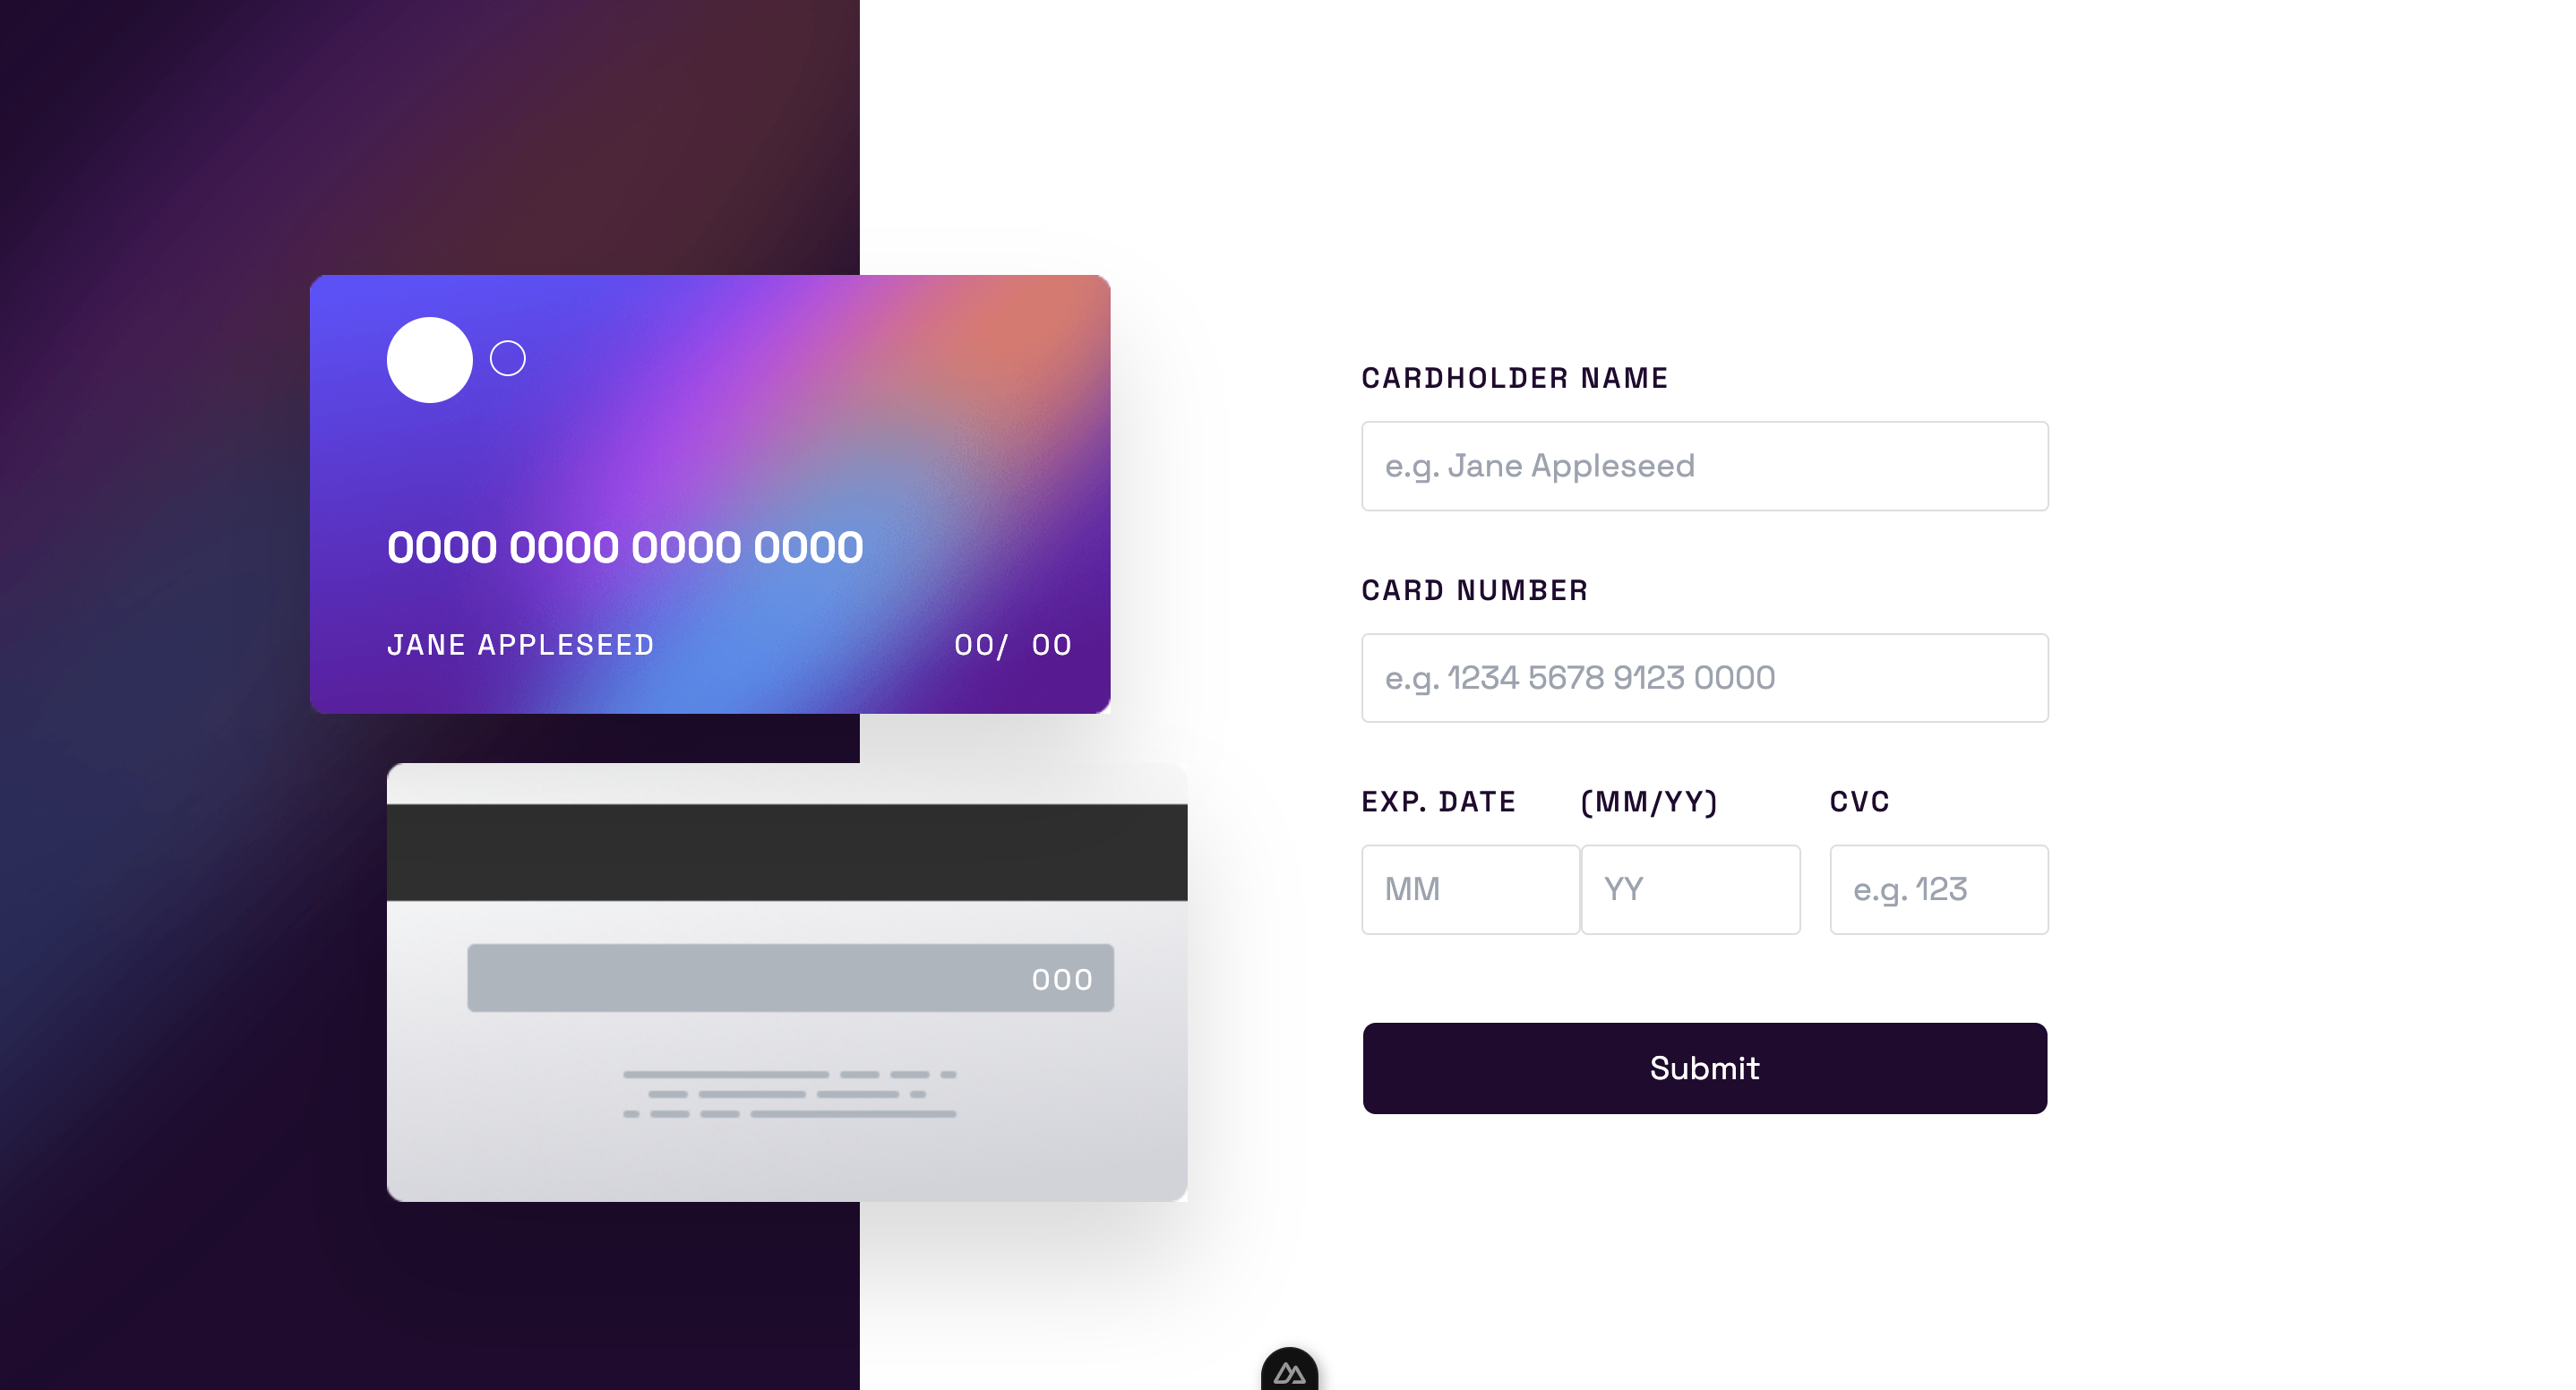 0000 0000 0000 0000
JANE APPLESEED 00/ 00
000
CARDHOLDER NAME
e.g. Jane Appleseed
CARD NUMBER
e.g. 1234 5678 9123 0000
EXP. DATE (MM/YY) CVC
MM YY e.g. 123
Submit